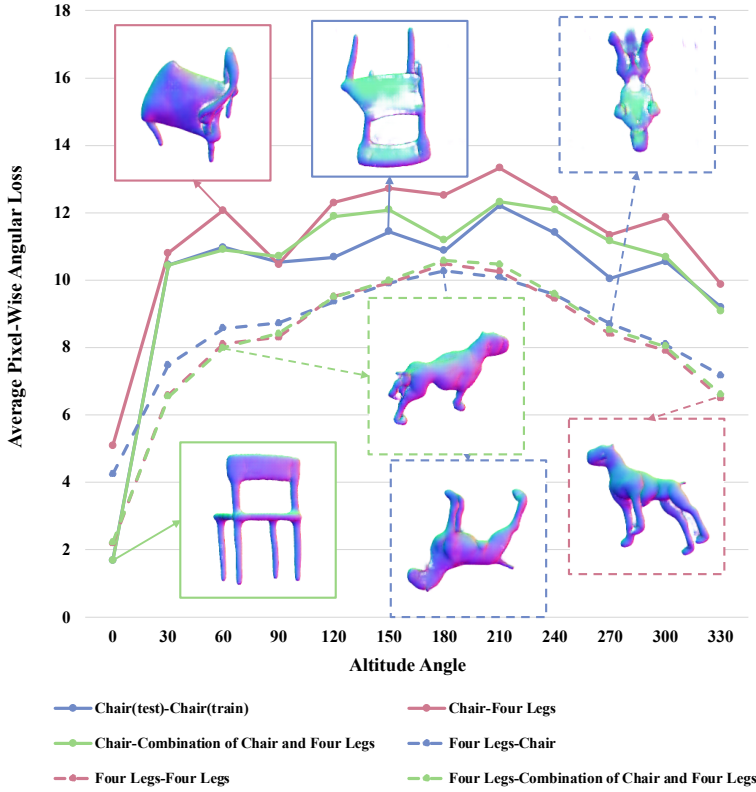 18
16
14
12
10
8
6
4
2
0
Average Pixel-Wise Angular Loss
0 30 60 90 120 150 180 210 240 270 300 330
Altitude Angle
Chair(test)-Chair(train)
Chair-Four Legs
Chair-Combination of Chair and Four Legs
Four Legs-Chair
Four Legs-Four Legs
Four Legs-Combination of Chair and Four Legs